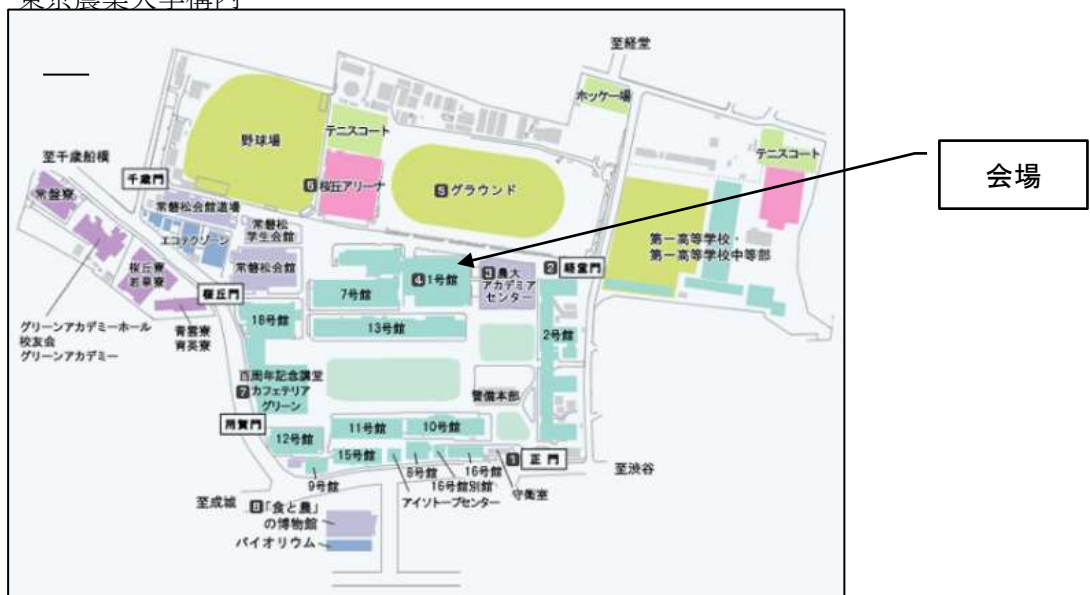 東京農業大学構内
至経堂
ホッケー場
テニスコート
野球場
テニスコート
至千歳船橋
千歳門
6 桜丘アリーナ
5 グラウンド
会場
常盤寮
常磐松会館道場
エコテクゾーン
常磐松
学生会館
第一高等学校・
第一高等学校中等部
桜丘寮
若草寮
常磐松会館
4 1号館
3 農大
アカデミア
センター
2 経堂門
桜丘門
7号館
グリーンアカデミーホール
校友会
グリーンアカデミー
青雲寮
育英寮
18号館
13号館
2号館
百周年記念講堂
7 カフェテリア
グリーン
警備本部
用賀門
11号館
10号館
12号館
15号館
1 正門
8号館
16号館
9号館
16号館別館
守衛室
アイソトープセンター
至渋谷
至成城
8 「食と農」
の博物館
バイオリウム